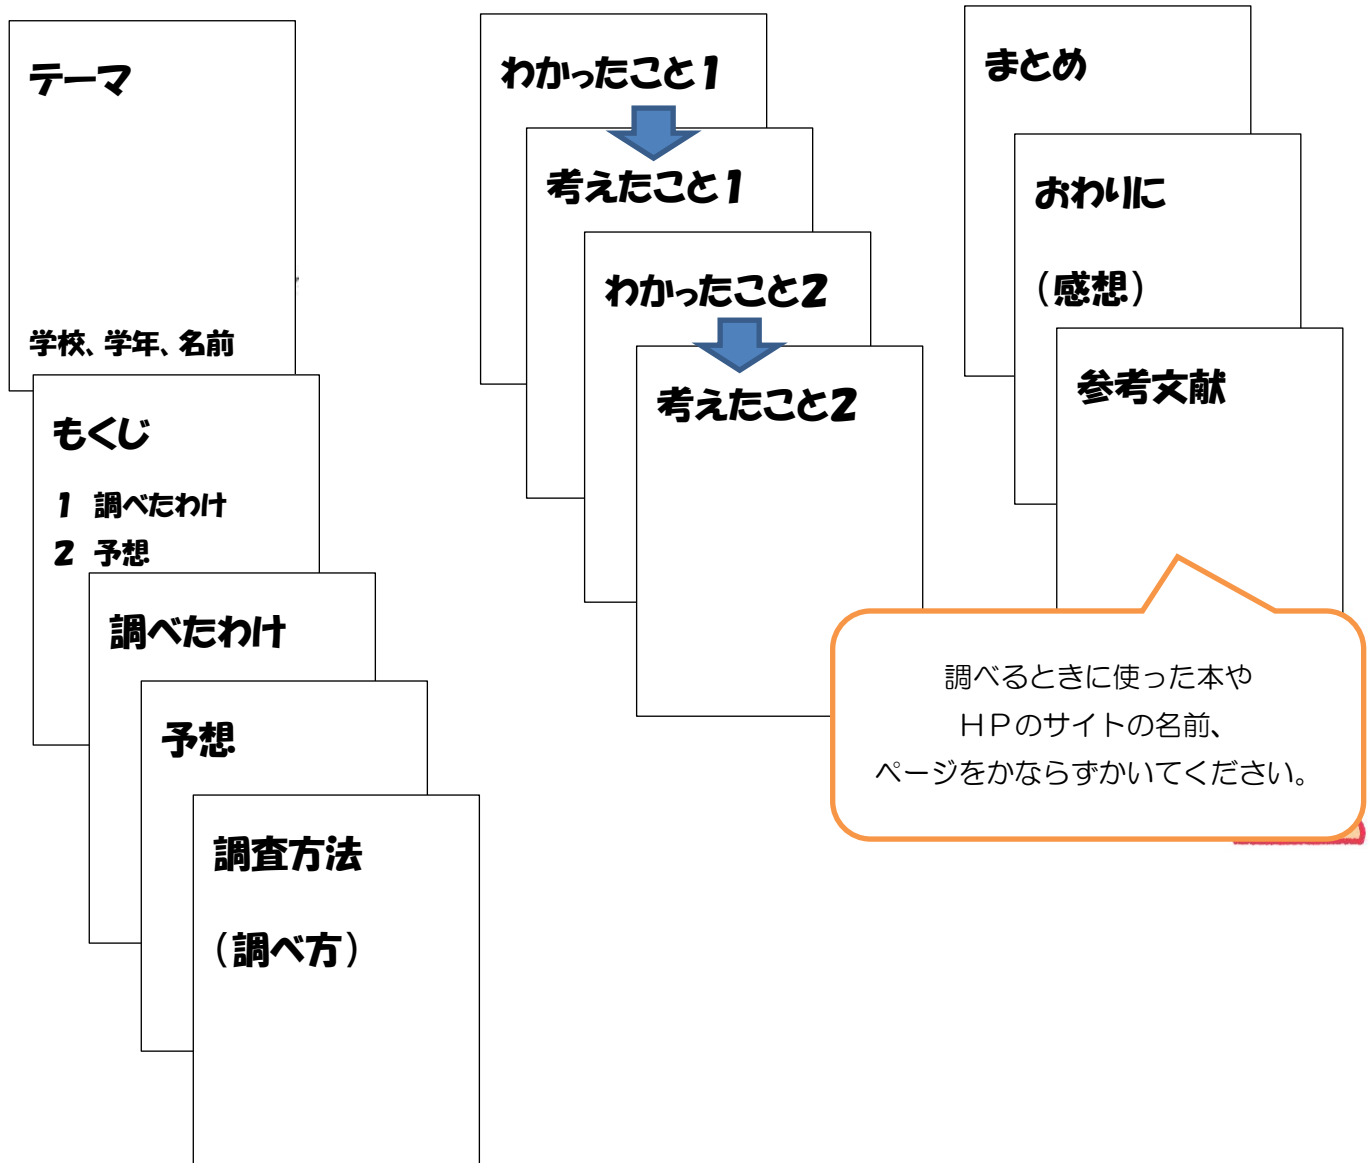 テーマ
学校、学年、名前
もくじ
1 調べたわけ
2 予想
調べたわけ
予想
調査方法
（調べ方）
わかったこと1
考えたこと1
わかったこと2
考えたこと2
まとめ
おわりに
（感想）
参考文献
調べるときに使った本や
ＨＰのサイトの名前、
ページをかならずかいてください。